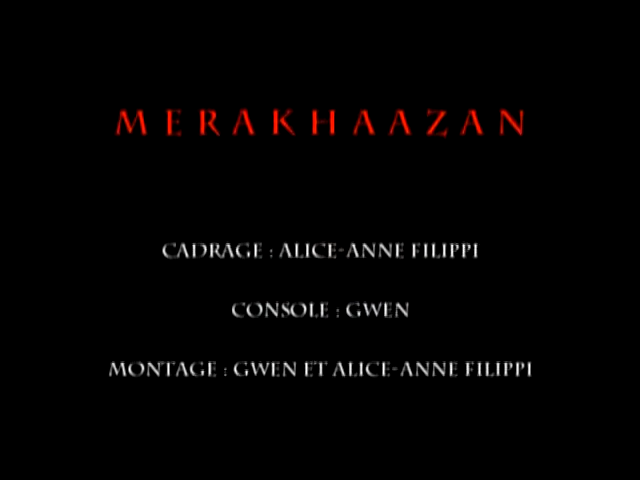 MERAKHAAZAN
CADRAGE : ALICE-ANNE FILIPPI
CONSOLE : GWEN
MONTAGE : GWEN ET ALICE-ANNE FILIPPI